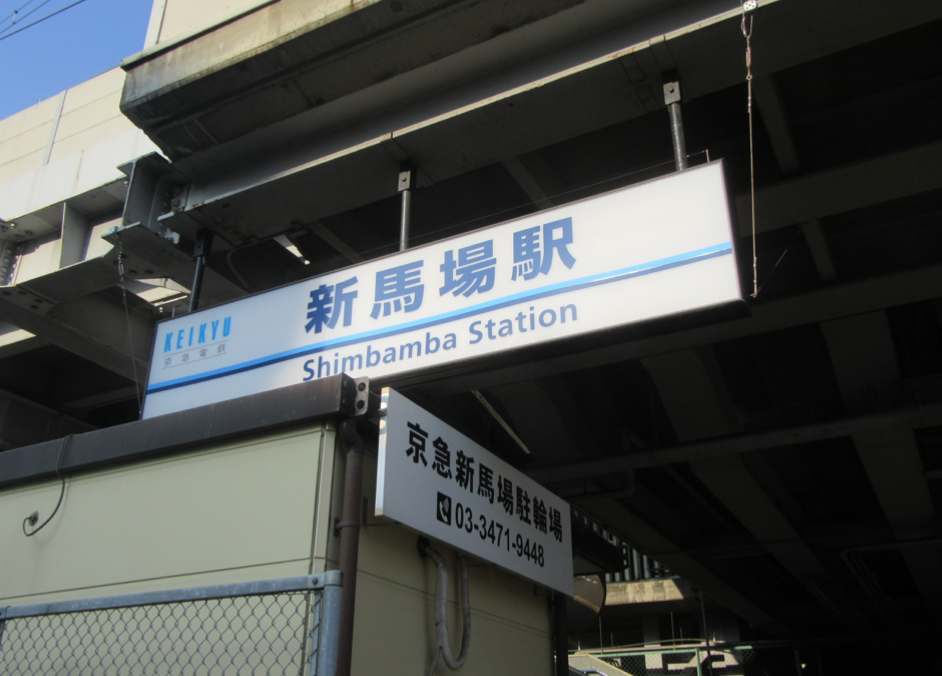 新馬場駅
KEIKYU
京急電鉄
Shimbamba Station
京急新馬場駐輪場
03-3471-9448